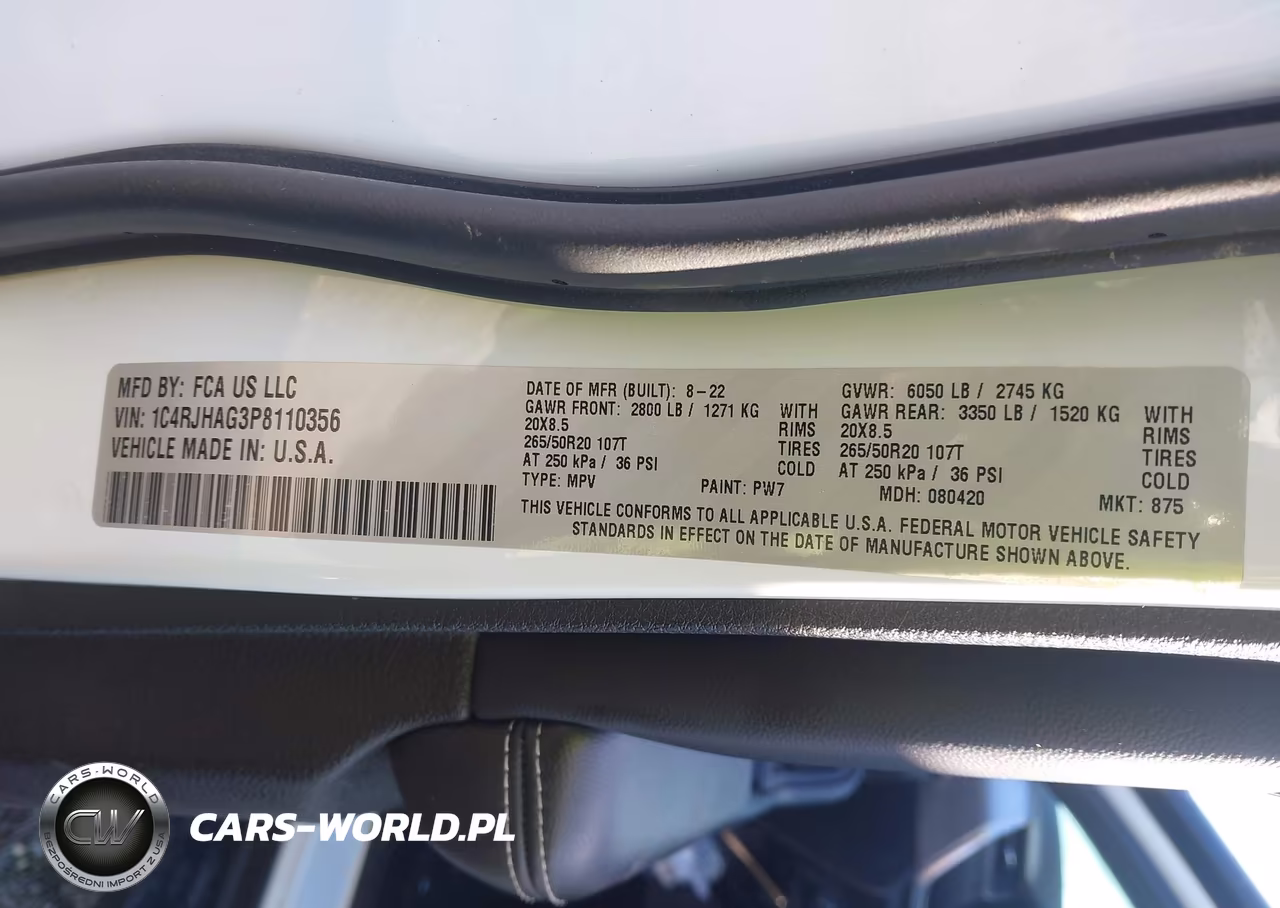 MFD BY: FCA US LLC
VIN: 1C4RJHAG3P8110356
VEHICLE MADE IN: U.S.A.
DATE OF MFR (BUILT): 8-22
GAWR FRONT: 2800 LB / 1271 KG WITH
20X8.5 RIMS
265/50R20 107T TIRES
AT 250 kPa / 36 PSI COLD
TYPE: MPV PAINT: PW7
GVWR: 6050 LB / 2745 KG
GAWR REAR: 3350 LB / 1520 KG WITH
20X8.5 RIMS
265/50R20 107T TIRES
AT 250 kPa / 36 PSI COLD
MDH: 080420 MKT: 875
THIS VEHICLE CONFORMS TO ALL APPLICABLE U.S.A. FEDERAL MOTOR VEHICLE SAFETY
STANDARDS IN EFFECT ON THE DATE OF MANUFACTURE SHOWN ABOVE.
CARS-WORLD
CW
BEZPOŚREDNI IMPORT Z USA
CARS-WORLD.PL